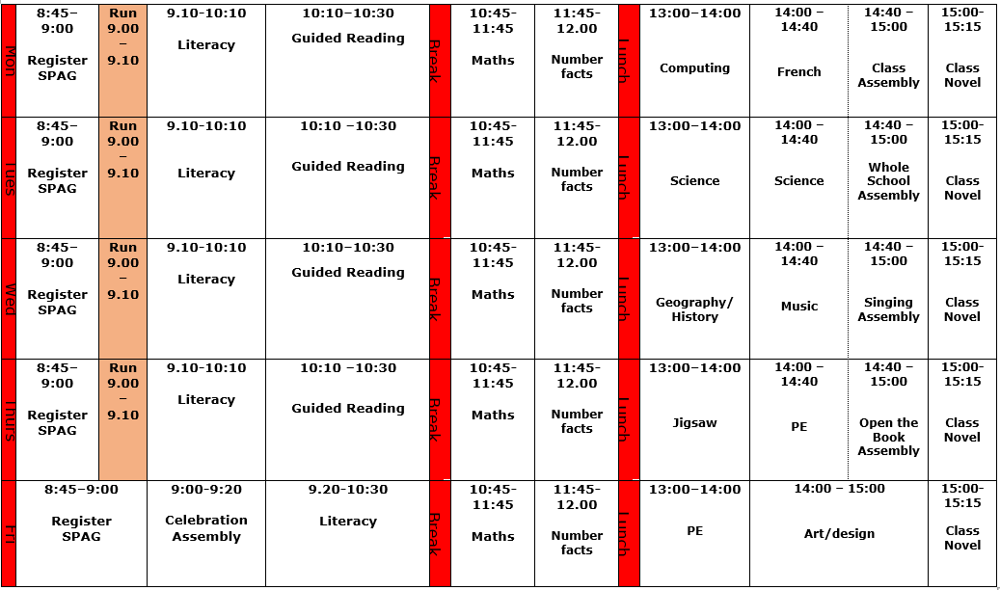 Mon
8:45–
9:00
Register
SPAG
Run
9.00
–
9.10
9.10-10:10
Literacy
10:10–10:30
Guided Reading
Break
10:45-
11:45
Maths
11:45-
12.00
Number
facts
Lunch
13:00–14:00
Computing
14:00 –
14:40
French
14:40 –
15:00
Class
Assembly
15:00-
15:15
Class
Novel
Tues
8:45–
9:00
Register
SPAG
Run
9.00
–
9.10
9.10-10:10
Literacy
10:10 –10:30
Guided Reading
Break
10:45-
11:45
Maths
11:45-
12.00
Number
facts
Lunch
13:00–14:00
Science
14:00 –
14:40
Science
14:40 –
15:00
Whole
School
Assembly
15:00-
15:15
Class
Novel
Wed
8:45–
9:00
Register
SPAG
Run
9.00
–
9.10
9.10-10:10
Literacy
10:10–10:30
Guided Reading
Break
10:45-
11:45
Maths
11:45-
12.00
Number
facts
Lunch
13:00–14:00
Geography/
History
14:00 –
14:40
Music
14:40 –
15:00
Singing
Assembly
15:00-
15:15
Class
Novel
Thurs
8:45–
9:00
Register
SPAG
Run
9.00
–
9.10
9.10-10:10
Literacy
10:10 –10:30
Guided Reading
Break
10:45-
11:45
Maths
11:45-
12.00
Number
facts
Lunch
13:00–14:00
Jigsaw
14:00 –
14:40
PE
14:40 –
15:00
Open the
Book
Assembly
15:00-
15:15
Class
Novel
Fri
8:45–9:00
Register
SPAG
9:00-9:20
Celebration
Assembly
9.20-10:30
Literacy
Break
10:45-
11:45
Maths
11:45-
12.00
Number
facts
Lunch
13:00–14:00
PE
14:00 – 15:00
Art/design
15:00-
15:15
Class
Novel